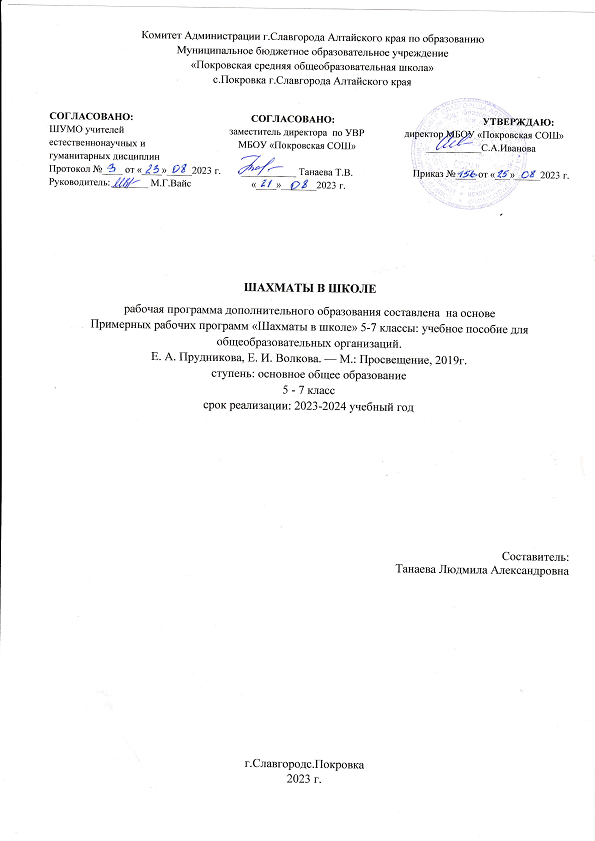 Комитет Администрации г.Славгорода Алтайского края по образованию
Муниципальное бюджетное образовательное учреждение
«Покровская средняя общеобразовательная школа»
с.Покровка г.Славгорода Алтайского края
СОГЛАСОВАНО:
ШУМО учителей
естественнонаучных и
гуманитарных дисциплин
Протокол № 3 от « 23 » 08 2023 г.
Руководитель: М.Г.Вайс
СОГЛАСОВАНО:
заместитель директора по УВР
МБОУ «Покровская СОШ»
Танаева Т.В.
« 21 » 08 2023 г.
УТВЕРЖДАЮ:
директор МБОУ «Покровская СОШ»
С.А.Иванова
Приказ № 156 от « 25 » 08 2023 г.
ШАХМАТЫ В ШКОЛЕ
рабочая программа дополнительного образования составлена на основе
Примерных рабочих программ «Шахматы в школе» 5-7 классы: учебное пособие для
общеобразовательных организаций.
Е. А. Прудникова, Е. И. Волкова. — М.: Просвещение, 2019г.
ступень: основное общее образование
5 - 7 класс
срок реализации: 2023-2024 учебный год
Составитель:
Танаева Людмила Александровна
г.Славгородс.Покровка
2023 г.